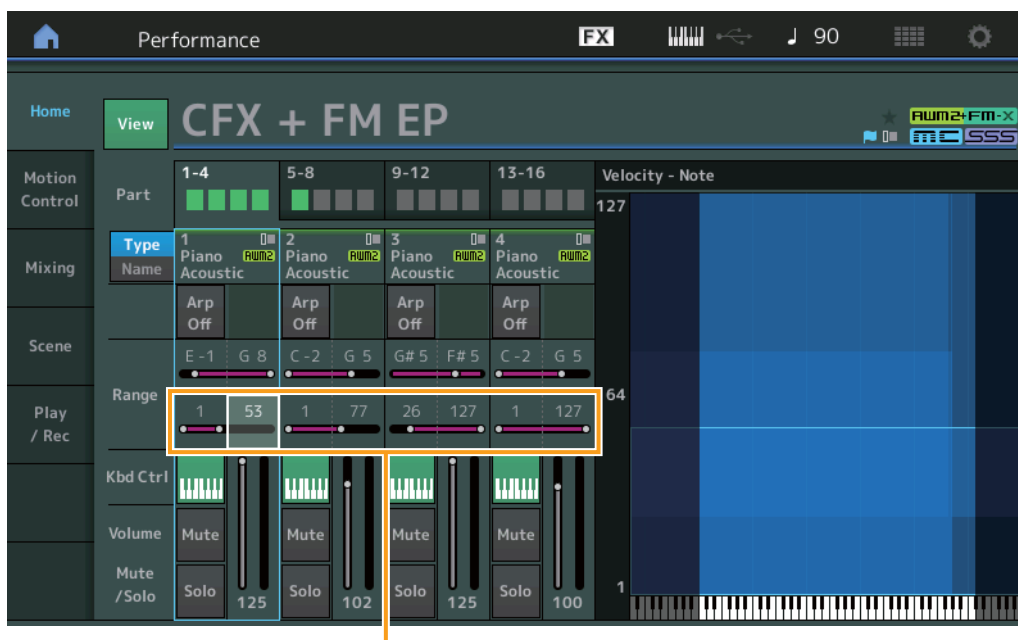 Performance FX 90
Home
View
CFX + FM EP
AWM2+FM-X
MC SSS
Motion
Control
Part
1-4 5-8 9-12 13-16
Velocity - Note
127
Type
Name
1
Piano AWM2
Acoustic
2
Piano AWM2
Acoustic
3
Piano AWM2
Acoustic
4
Piano AWM2
Acoustic
Mixing
Arp
Off
Arp
Off
Arp
Off
Arp
Off
Scene
Range
E -1 G 8 C -2 G 5 G# 5 F# 5 C -2 G 5
64
1 53 1 77 26 127 1 127
Play
/ Rec
Kbd Ctrl
Volume
Mute Mute Mute Mute
Mute
/Solo
Solo 125 Solo 102 Solo 125 Solo 100
1